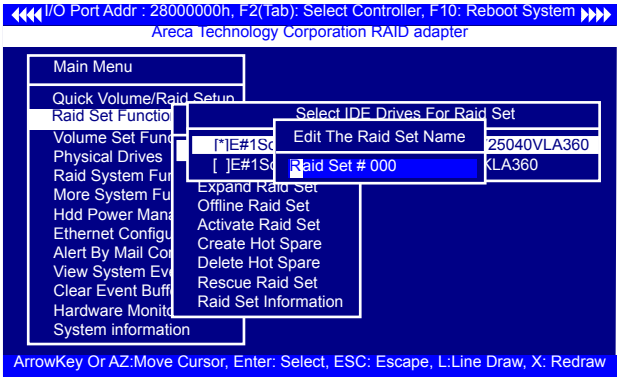 I/O Port Addr : 28000000h, F2(Tab): Select Controller, F10: Reboot System
Areca Technology Corporation RAID adapter
Main Menu
Quick Volume/Raid Setup
Raid Set Functio
Volume Set Func
Physical Drives
Raid System Fun
More System Fu
Hdd Power Mana
Ethernet Configu
Alert By Mail Con
View System Eve
Clear Event Buff
Hardware Monito
System information
Select IDE Drives For Raid Set
[*]E#1So
25040VLA360
[ ]E#1So
KLA360
Edit The Raid Set Name
Raid Set # 000
Expand Raid Set
Offline Raid Set
Activate Raid Set
Create Hot Spare
Delete Hot Spare
Rescue Raid Set
Raid Set Information
ArrowKey Or AZ:Move Cursor, Enter: Select, ESC: Escape, L:Line Draw, X: Redraw